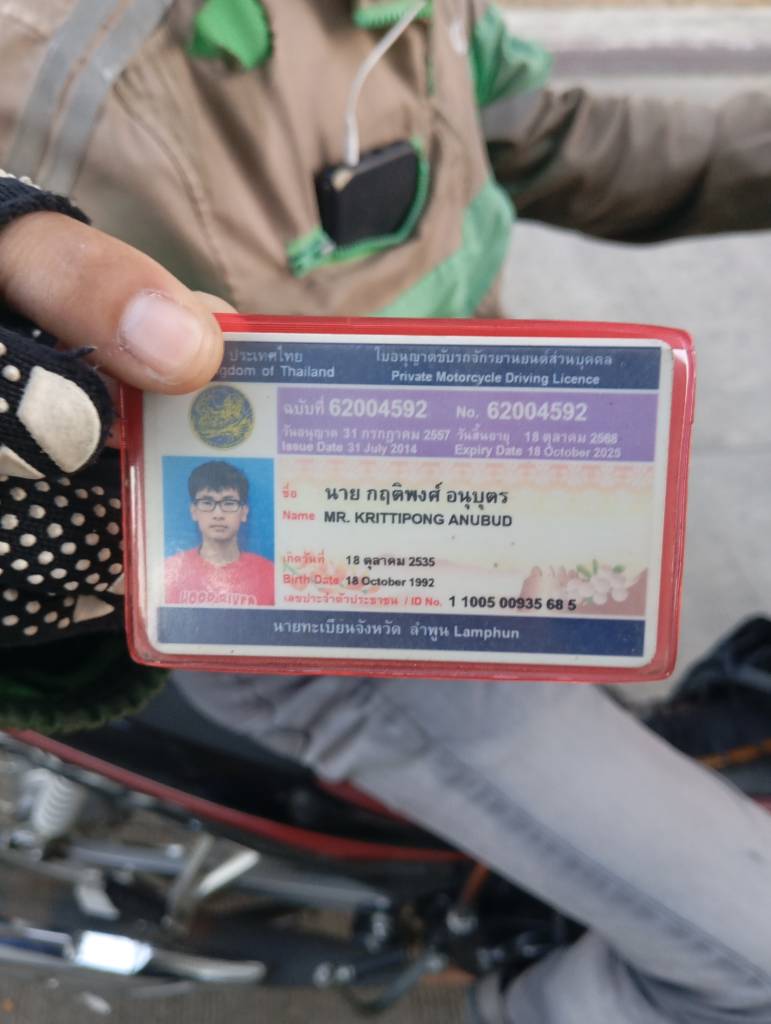 ประเทศไทย
ใบอนุญาตขับรถจักรยานยนต์ส่วนบุคคล
of Thailand
Private Motorcycle Driving Licence
ฉบับที่ 62004592 No. 62004592
วันอนุญาต 31 กรกฎาคม 2557 วันสิ้นอายุ 18 ตุลาคม 2568
Issue Date 31 July 2014 Expiry Date 18 October 2025
ชื่อ นาย กฤติพงศ์ อนุบุตร
Name MR. KRITTIPONG ANUBUD
เกิดวันที่ 18 ตุลาคม 2535
Birth Date 18 October 1992
เลขประจำตัวประชาชน / ID No. 1 1005 00935 68 5
นายทะเบียนจังหวัด ลำพูน Lamphun